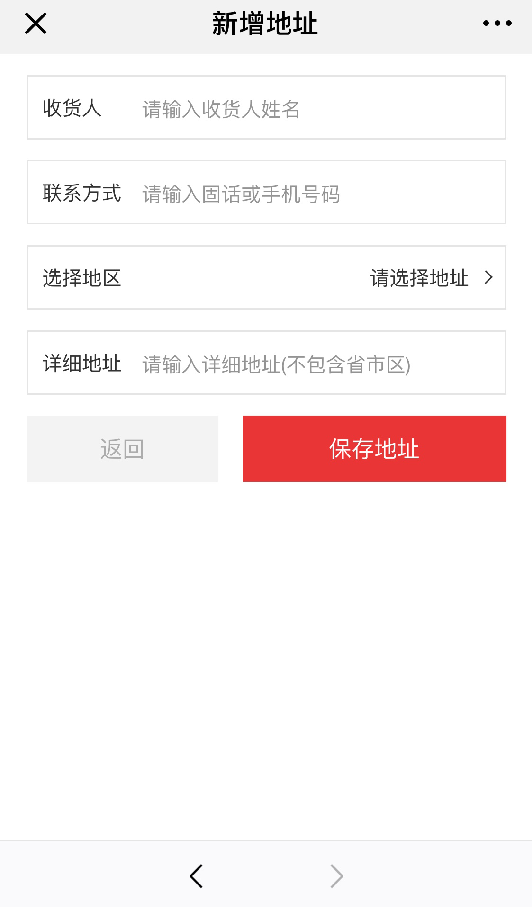 新增地址
收货人 请输入收货人姓名
联系方式 请输入固话或手机号码
选择地区 请选择地址
详细地址 请输入详细地址(不包含省市区)
返回 保存地址